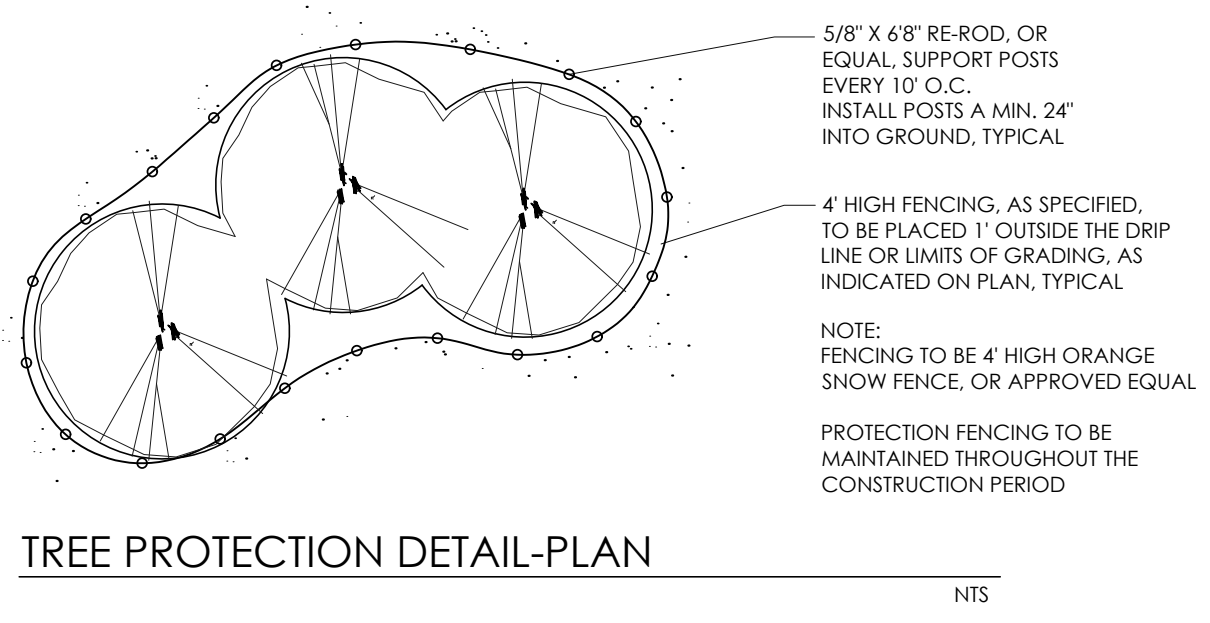 5/8" X 6'8" RE-ROD, OR
EQUAL, SUPPORT POSTS
EVERY 10' O.C.
INSTALL POSTS A MIN. 24"
INTO GROUND, TYPICAL
4' HIGH FENCING, AS SPECIFIED,
TO BE PLACED 1' OUTSIDE THE DRIP
LINE OR LIMITS OF GRADING, AS
INDICATED ON PLAN, TYPICAL
NOTE:
FENCING TO BE 4' HIGH ORANGE
SNOW FENCE, OR APPROVED EQUAL
PROTECTION FENCING TO BE
MAINTAINED THROUGHOUT THE
CONSTRUCTION PERIOD
TREE PROTECTION DETAIL-PLAN
NTS